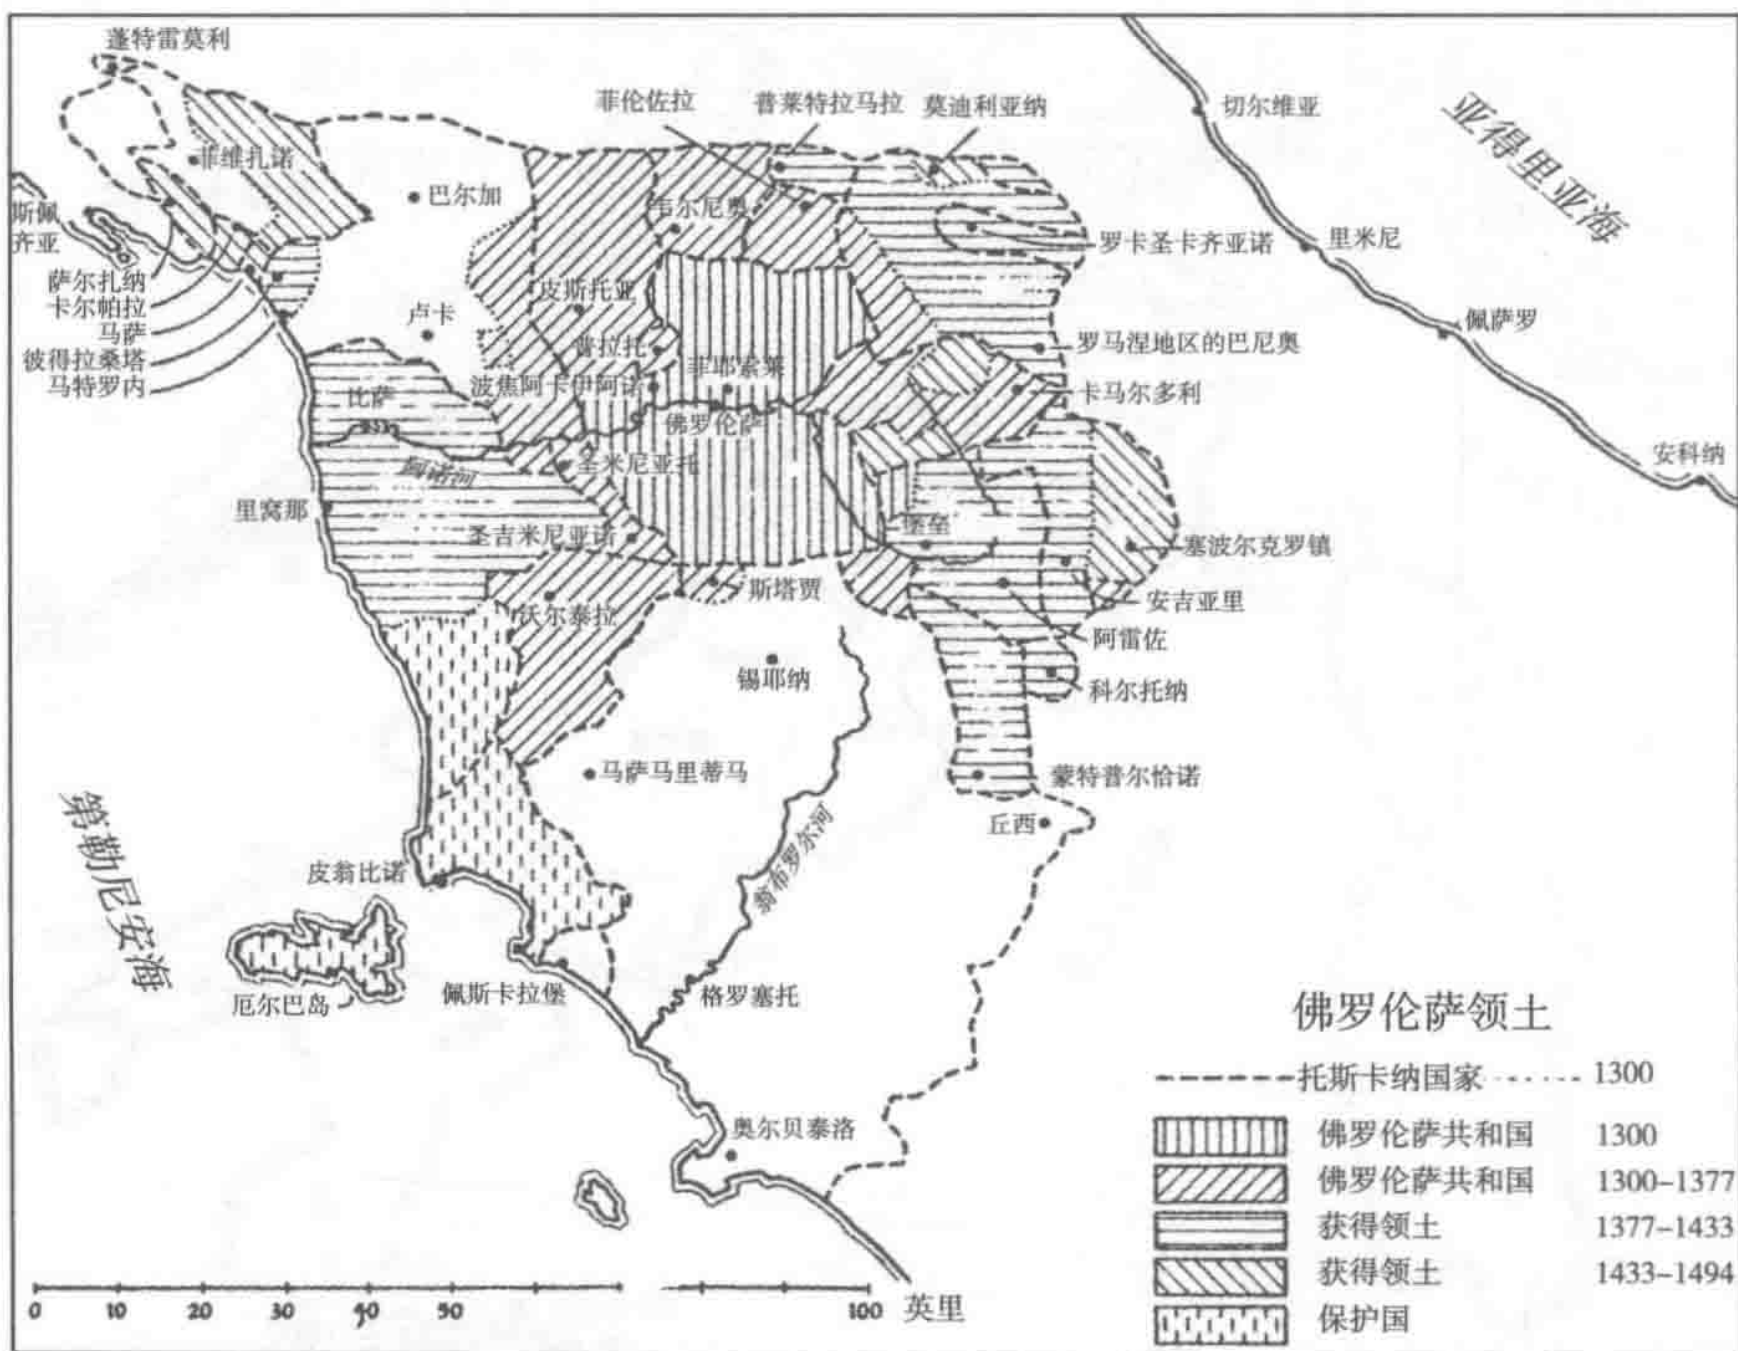 蓬特雷莫利
菲伦佐拉
普莱特拉马拉
莫迪利亚纳
切尔维亚
亚得里亚海
菲维扎诺
巴尔加
韦尔尼奥
斯佩
齐亚
罗卡圣卡齐亚诺
里米尼
萨尔扎纳
卡尔帕拉
马萨
彼得拉桑塔
马特罗内
皮斯托亚
卢卡
佩萨罗
普拉托
罗马涅地区的巴尼奥
菲耶索莱
波焦阿卡伊阿诺
比萨
卡马尔多利
佛罗伦萨
安科纳
圣米尼亚托
阿诺河
里窝那
圣吉米尼亚诺
堡垒
塞波尔克罗镇
斯塔贾
沃尔泰拉
安吉亚里
阿雷佐
锡耶纳
科尔托纳
马萨马里蒂马
蒙特普尔恰诺
第勒尼安海
丘西
翁布罗尔河
皮翁比诺
厄尔巴岛
佩斯卡拉堡
格罗塞托
奥尔贝泰洛
佛罗伦萨领土
托斯卡纳国家 1300
佛罗伦萨共和国 1300
佛罗伦萨共和国 1300-1377
获得领土 1377-1433
获得领土 1433-1494
保护国
0 10 20 30 40 50 100 英里